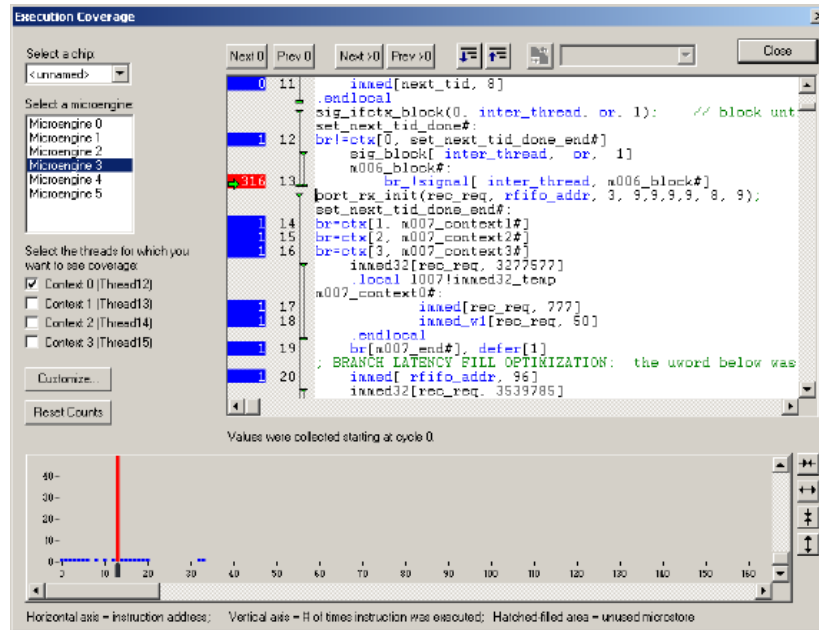 Execution Coverage
Select a chip:
<unnamed>
Select a microengine:
Microengine 0
Microengine 1
Microengine 2
Microengine 3
Microengine 4
Microengine 5
Select the threads for which you
want to see coverage:
Context 0 (Thread12)
Context 1 (Thread13)
Context 2 (Thread14)
Context 3 (Thread15)
Customize...
Reset Counts
Next 0 Prev 0 Next >0 Prev >0 Close
0 11 immed[next_tid, 8]
.endlocal
sig_ifctx_block(0, inter_thread, or, 1); // block unt
set_next_tid_done#:
1 12 br!=ctx[0, set_next_tid_done_end#]
sig_block[ inter_thread, or, 1]
m006_block#:
316 13 br_!signal[ inter_thread, m006_block#]
port_rx_init(rec_req, rfifo_addr, 3, 9,9,9,9, 8, 9);
set_next_tid_done_end#:
1 14 br=ctx[1, m007_context1#]
1 15 br=ctx[2, m007_context2#]
1 16 br=ctx[3, m007_context3#]
immed32[rec_req, 3277577]
.local 1007!immed32_temp
m007_context0#:
1 17 immed[rec_req, 777]
1 18 immed_w1[rec_req, 50]
.endlocal
1 19 br[m007_end#], defer[1]
; BRANCH LATENCY FILL OPTIMIZATION: the uword below was
1 20 immed[ rfifo_addr, 96]
immed32[rec_req, 3539785]
Values were collected starting at cycle 0.
40
30
20
10
0
0 10 20 30 40 50 60 70 80 90 100 110 120 130 140 150 160
Horizontal axis = instruction address; Vertical axis = # of times instruction was executed; Hatched-filled area = unused microstore